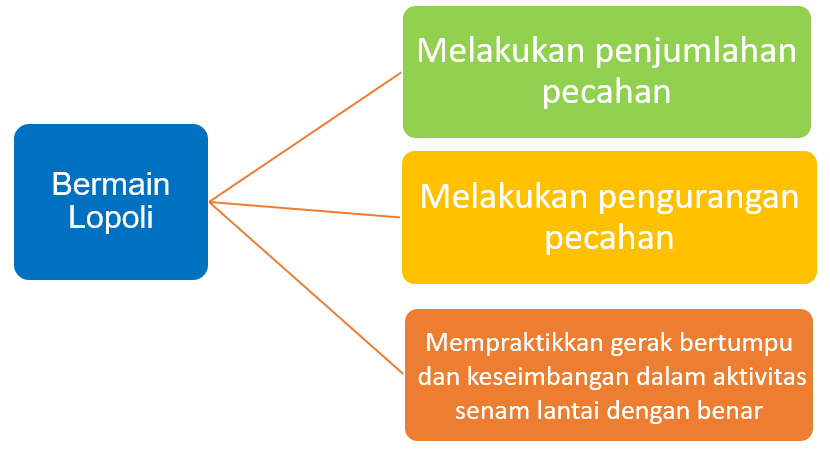 Bermain
Lopoli
Melakukan penjumlahan
pecahan
Melakukan pengurangan
pecahan
Mempraktikkan gerak bertumpu
dan keseimbangan dalam aktivitas
senam lantai dengan benar